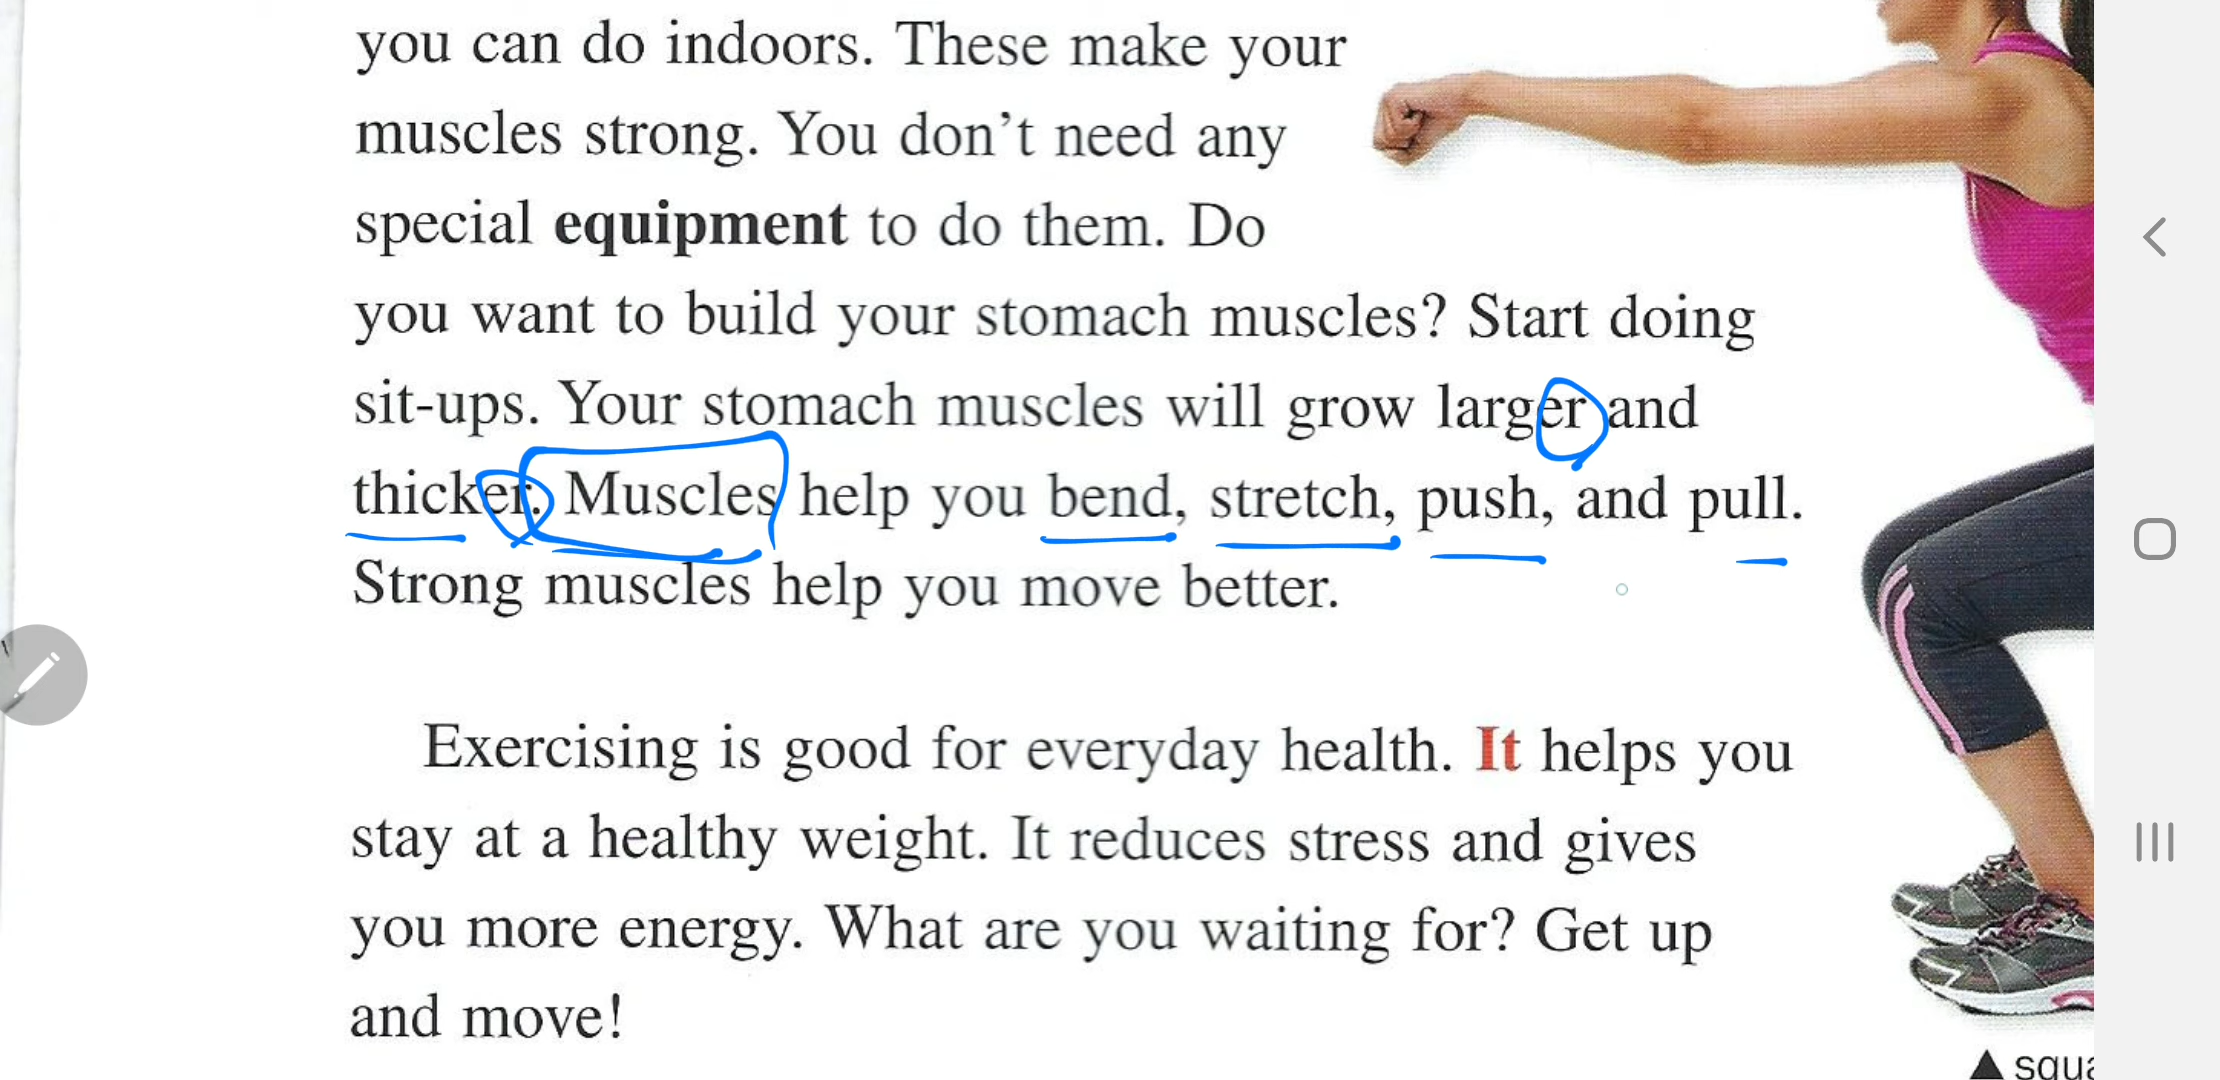 you can do indoors. These make your
muscles strong. You don't need any
special equipment to do them. Do
you want to build your stomach muscles? Start doing
sit-ups. Your stomach muscles will grow larger and
thicker. Muscles help you bend, stretch, push, and pull.
Strong muscles help you move better.
Exercising is good for everyday health. It helps you
stay at a healthy weight. It reduces stress and gives
you more energy. What are you waiting for? Get up
and move!
▲ squa